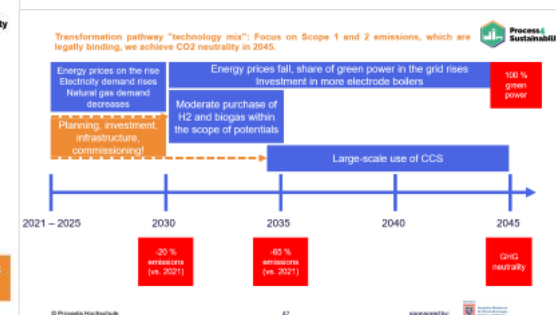 ty
Transformation pathway "technology mix": Focus on Scope 1 and 2 emissions, which are
legally binding, we achieve CO2 neutrality in 2045.
Process4
Sustainabili
Energy prices on the rise
Electricity demand rises
Natural gas demand
decreases
Energy prices fall, share of green power in the grid rises
Investment in more electrode boilers
100 %
green
power
Moderate purchase of
H2 and biogas within
the scope of potentials
Planning, investment,
infrastructure,
commissioning!
Large-scale use of CCS
2021 – 2025
2030
2035
2040
2045
-20 %
emissions
(vs. 2021)
-65 %
emissions
(vs. 2021)
GHG
neutrality
© Provadis Hochschule
42
sponsored by: